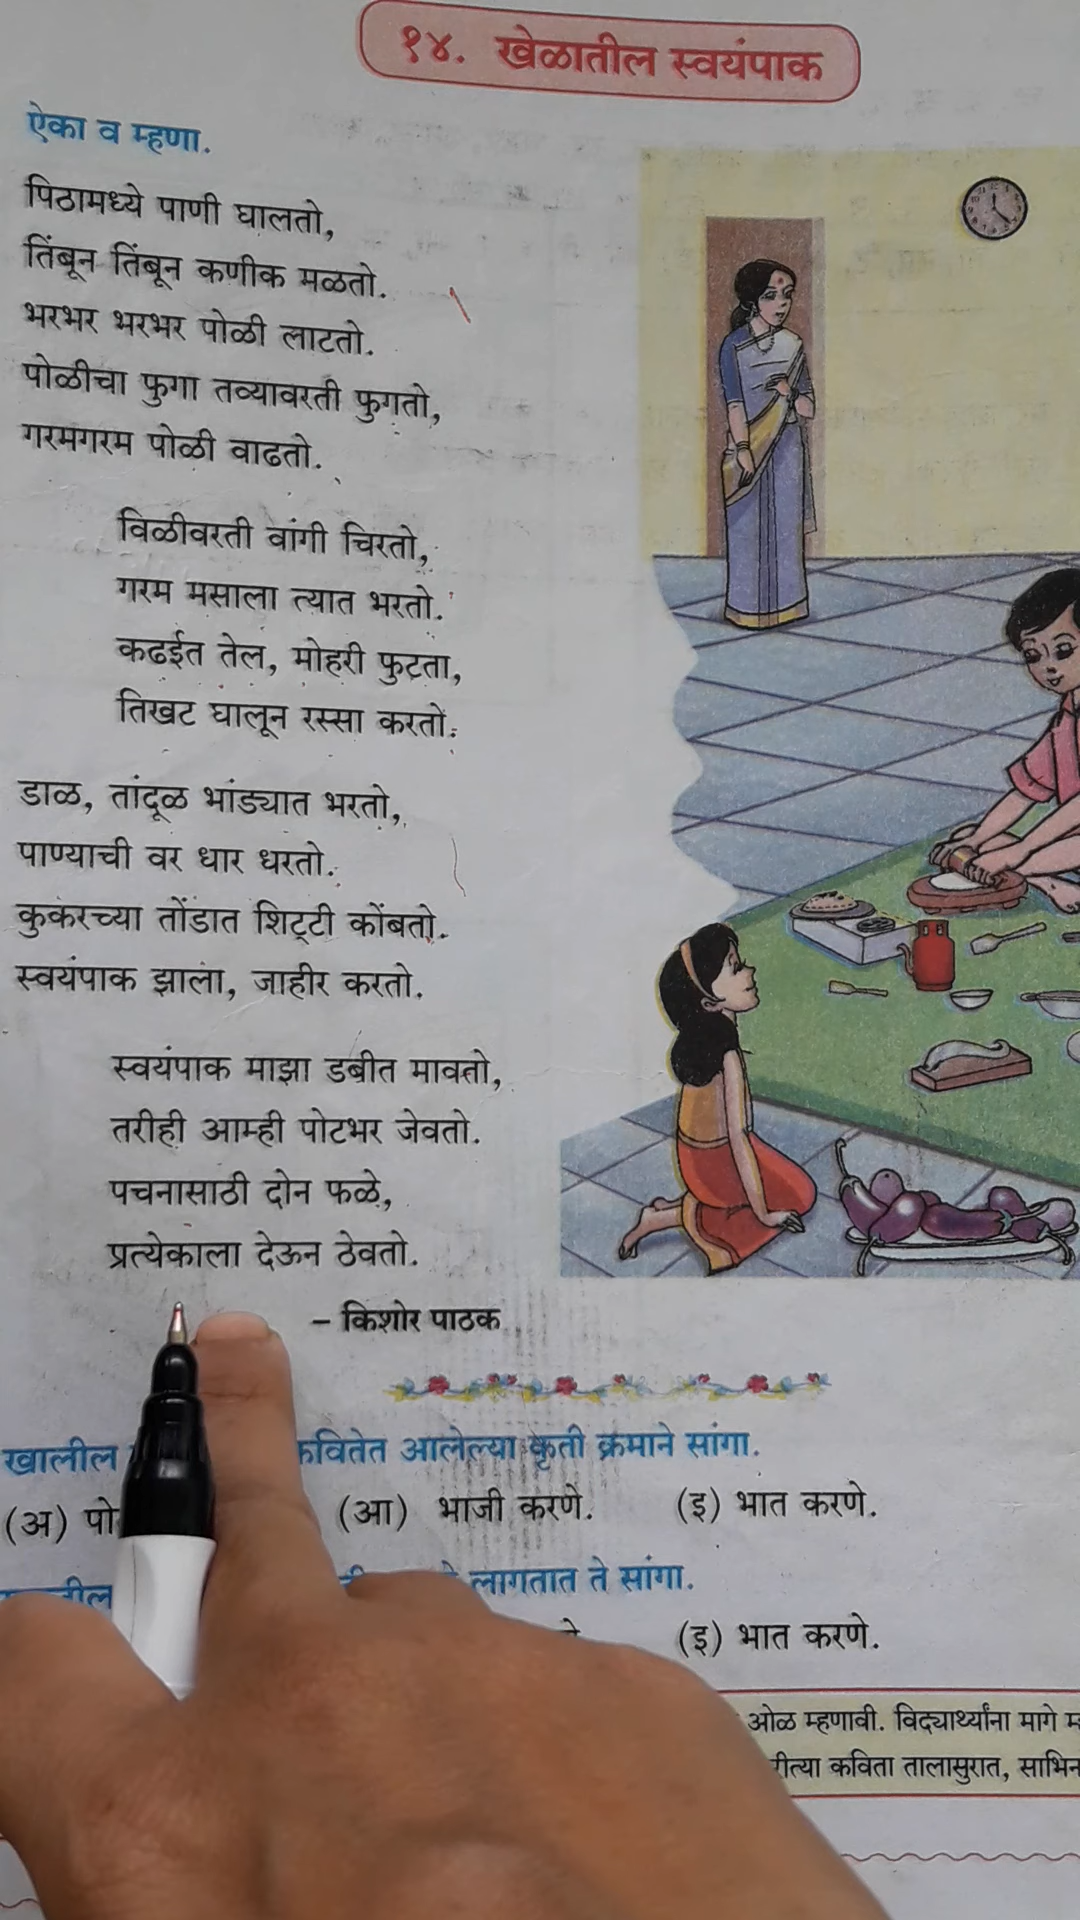 १४. खेळातील स्वयंपाक
ऐका व म्हणा.
पिठामध्ये पाणी घालतो,
तिंबून तिंबून कणीक मळतो.
भरभर भरभर पोळी लाटतो.
पोळीचा फुगा तव्यावरती फुगतो,
गरमगरम पोळी वाढतो.
विळीवरती वांगी चिरतो,
गरम मसाला त्यात भरतो.
कढईत तेल, मोहरी फुटता,
तिखट घालून रस्सा करतो.
डाळ, तांदूळ भांड्यात भरतो,
पाण्याची वर धार धरतो.
कुकरच्या तोंडात शिट्टी कोंबतो.
स्वयंपाक झाला, जाहीर करतो.
स्वयंपाक माझा डबीत मावतो,
तरीही आम्ही पोटभर जेवतो.
पचनासाठी दोन फळे,
प्रत्येकाला देऊन ठेवतो.
– किशोर पाठक
खालील कवितेत आलेल्या कृती क्रमाने सांगा.
(अ) पो (आ) भाजी करणे. (इ) भात करणे.
लागतात ते सांगा.
(इ) भात करणे.
ओळ म्हणावी. विद्यार्थ्यांना मागे
कविता तालासुरात,